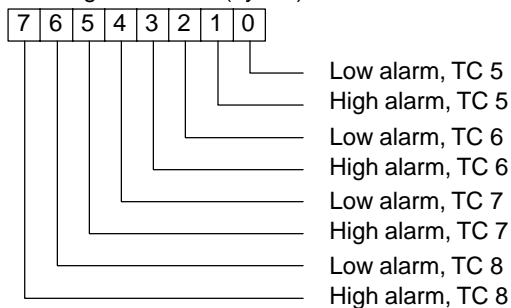 7 6 5 4 3 2 1 0
Low alarm, TC 5
High alarm, TC 5
Low alarm, TC 6
High alarm, TC 6
Low alarm, TC 7
High alarm, TC 7
Low alarm, TC 8
High alarm, TC 8